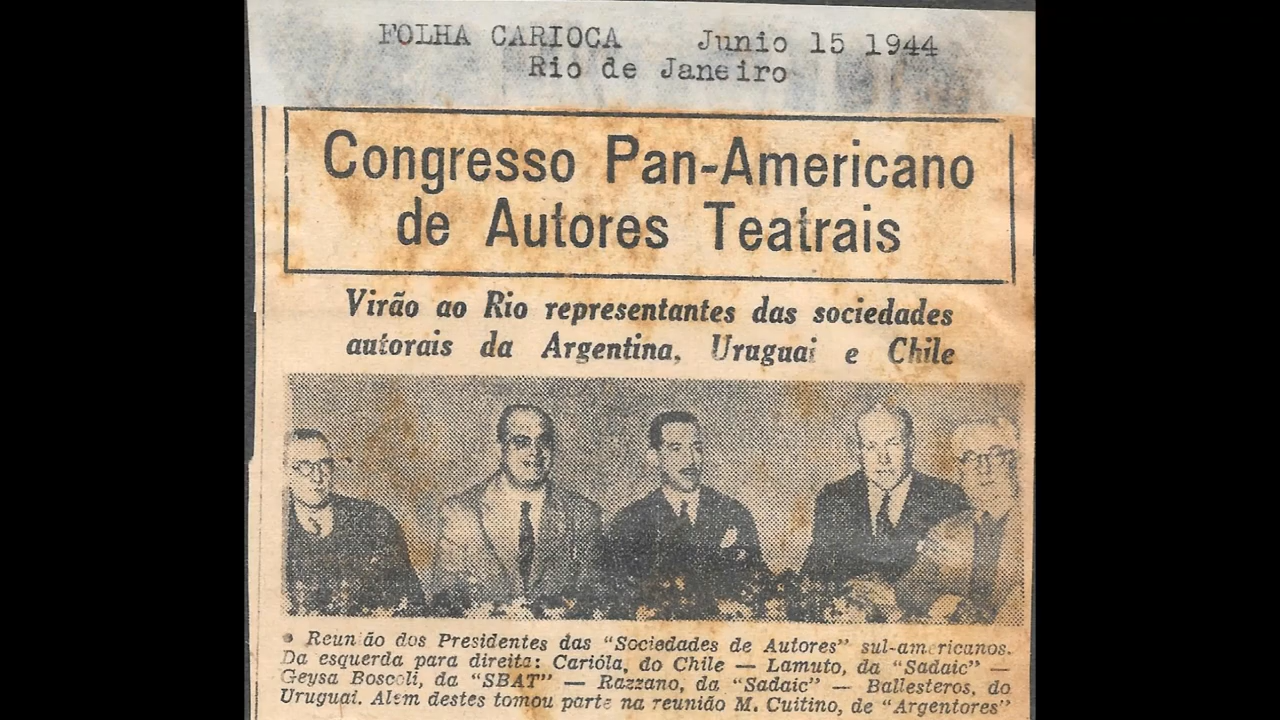 FOLHA CARIOCA Junio 15 1944
Rio de Janeiro
Congresso Pan-Americano
de Autores Teatrais
Virão ao Rio representantes das sociedades
autorais da Argentina, Uruguai e Chile
• Reunião dos Presidentes das "Sociedades de Autores" sul-americanos.
Da esquerda para direita: Carióla, do Chile — Lamuto, da "Sadaic" —
Geysa Boscoli, da "SBAT" — Razzano, da "Sadaic" — Ballesteros, do
Uruguai. Alem destes tomou parte na reunião M. Cuitino, de "Argentores"